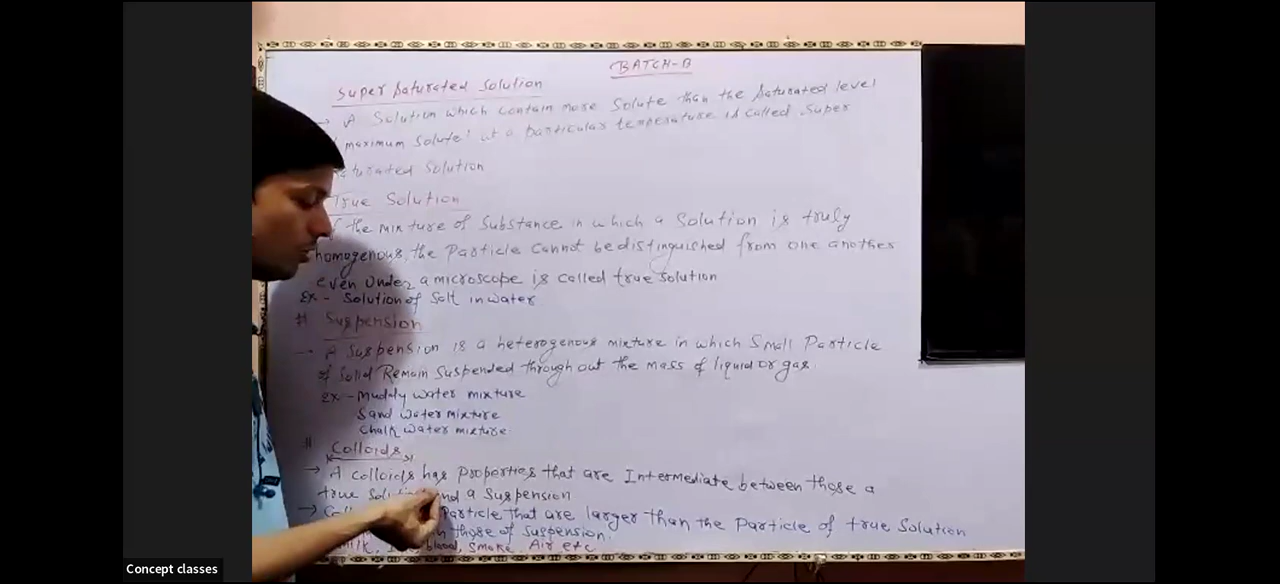 BATCH-B
Super Saturated Solution
→ A Solution which contain more Solute than the Saturated level
maximum Solute' at a particular temperature is called Super
Saturated Solution
True Solution
If the mixture of Substance in which a Solution is truly
homogenous, the Particle cannot be distinguished from one another
even under a microscope is called true solution
Ex - Solution of Salt in water
# Suspension
→ A Suspension is a heterogenous mixture in which Small Particle
of Solid Remain Suspended through out the mass of liquid or gas.
Ex - Muddy water mixture
Sand water mixture
Chalk water mixture
# Colloids
→ A colloids has properties that are Intermediate between those a
true and a Suspension
→ Particle that are larger than the Particle of true Solution
those of suspension.
blood, Smoke, Air etc
Concept classes